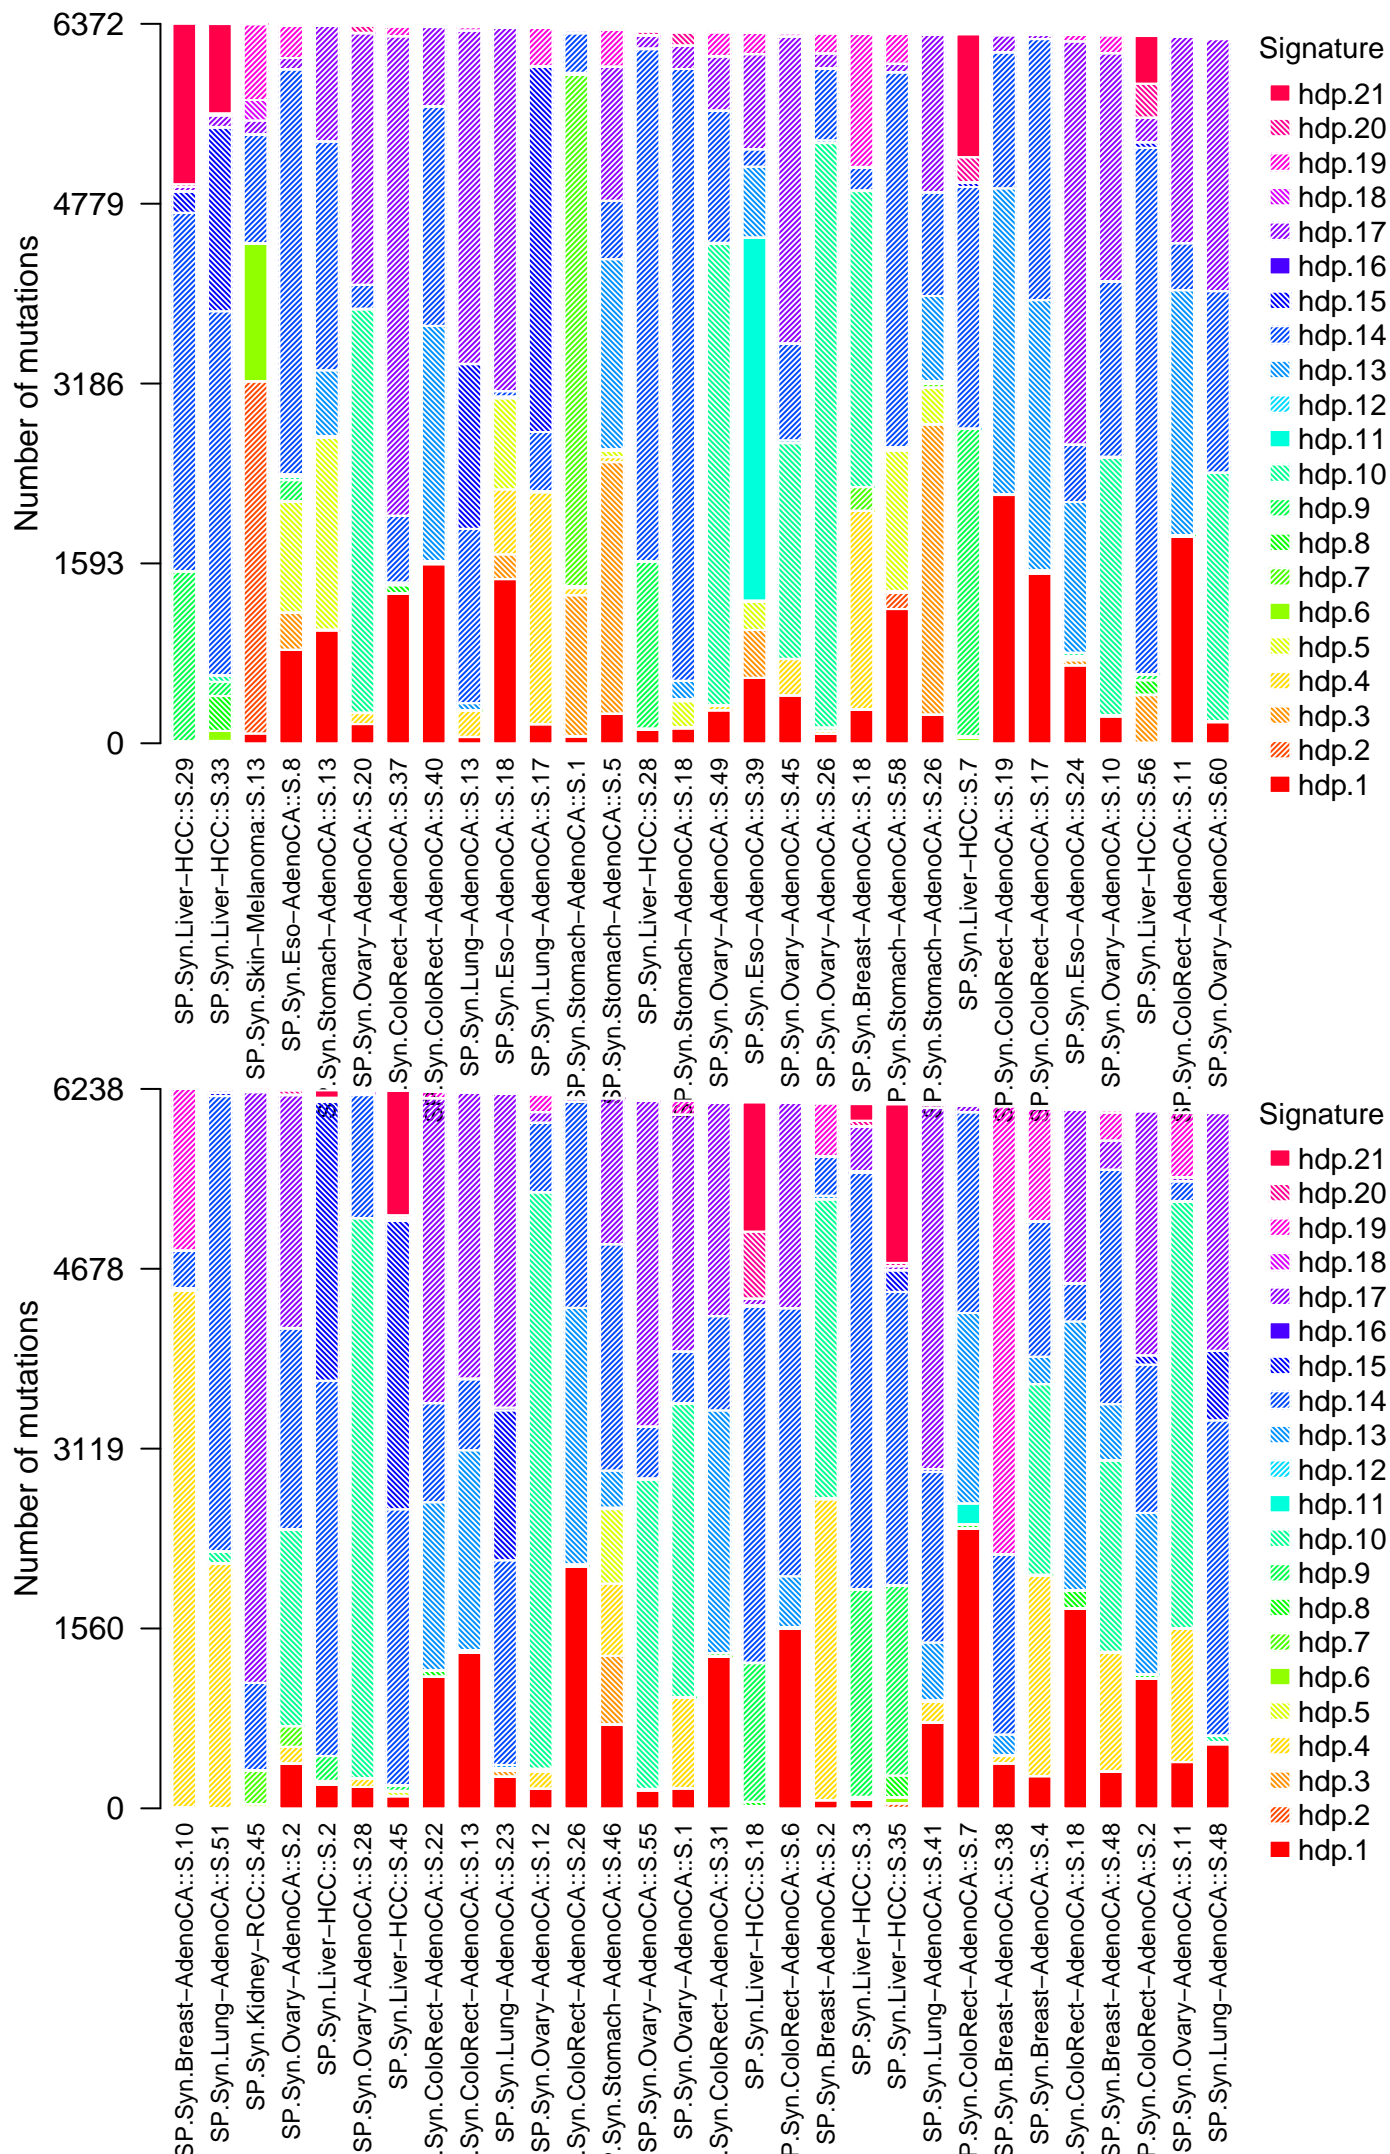 Number of mutations
6372
4779
3186
1593
0
Signature
hdp.21
hdp.20
hdp.19
hdp.18
hdp.17
hdp.16
hdp.15
hdp.14
hdp.13
hdp.12
hdp.11
hdp.10
hdp.9
hdp.8
hdp.7
hdp.6
hdp.5
hdp.4
hdp.3
hdp.2
hdp.1
SP.Syn.Liver−HCC::S.29
SP.Syn.Liver−HCC::S.33
SP.Syn.Skin−Melanoma::S.13
SP.Syn.Eso−AdenoCA::S.8
P.Syn.Stomach−AdenoCA::S.13
SP.Syn.Ovary−AdenoCA::S.20
.Syn.ColoRect−AdenoCA::S.37
SP.Syn.ColoRect−AdenoCA::S.40
SP.Syn.Lung−AdenoCA::S.13
SP.Syn.Eso−AdenoCA::S.18
SP.Syn.Lung−AdenoCA::S.17
SP.Syn.Stomach−AdenoCA::S.1
SP.Syn.Stomach−AdenoCA::S.5
SP.Syn.Liver−HCC::S.28
SP.Syn.Stomach−AdenoCA::S.18
SP.Syn.Ovary−AdenoCA::S.49
SP.Syn.Eso−AdenoCA::S.39
SP.Syn.Ovary−AdenoCA::S.45
SP.Syn.Ovary−AdenoCA::S.26
SP.Syn.Breast−AdenoCA::S.18
P.Syn.Stomach−AdenoCA::S.58
SP.Syn.Stomach−AdenoCA::S.26
SP.Syn.Liver−HCC::S.7
SP.Syn.ColoRect−AdenoCA::S.19
SP.Syn.ColoRect−AdenoCA::S.17
SP.Syn.Eso−AdenoCA::S.24
SP.Syn.Ovary−AdenoCA::S.10
SP.Syn.Liver−HCC::S.56
SP.Syn.ColoRect−AdenoCA::S.11
SP.Syn.Ovary−AdenoCA::S.60
Number of mutations
6238
4678
3119
1560
0
Signature
hdp.21
hdp.20
hdp.19
hdp.18
hdp.17
hdp.16
hdp.15
hdp.14
hdp.13
hdp.12
hdp.11
hdp.10
hdp.9
hdp.8
hdp.7
hdp.6
hdp.5
hdp.4
hdp.3
hdp.2
hdp.1
SP.Syn.Breast−AdenoCA::S.10
SP.Syn.Lung−AdenoCA::S.51
SP.Syn.Kidney−RCC::S.45
SP.Syn.Ovary−AdenoCA::S.2
SP.Syn.Liver−HCC::S.2
SP.Syn.Ovary−AdenoCA::S.28
SP.Syn.Liver−HCC::S.45
.Syn.ColoRect−AdenoCA::S.22
.Syn.ColoRect−AdenoCA::S.13
SP.Syn.Lung−AdenoCA::S.23
SP.Syn.Ovary−AdenoCA::S.12
.Syn.ColoRect−AdenoCA::S.26
.Syn.Stomach−AdenoCA::S.46
SP.Syn.Ovary−AdenoCA::S.55
SP.Syn.Ovary−AdenoCA::S.1
.Syn.ColoRect−AdenoCA::S.31
SP.Syn.Liver−HCC::S.18
P.Syn.ColoRect−AdenoCA::S.6
SP.Syn.Breast−AdenoCA::S.2
SP.Syn.Liver−HCC::S.3
SP.Syn.Liver−HCC::S.35
SP.Syn.Lung−AdenoCA::S.41
P.Syn.ColoRect−AdenoCA::S.7
SP.Syn.Breast−AdenoCA::S.38
SP.Syn.Breast−AdenoCA::S.4
.Syn.ColoRect−AdenoCA::S.18
SP.Syn.Breast−AdenoCA::S.48
P.Syn.ColoRect−AdenoCA::S.2
SP.Syn.Ovary−AdenoCA::S.11
SP.Syn.Lung−AdenoCA::S.48